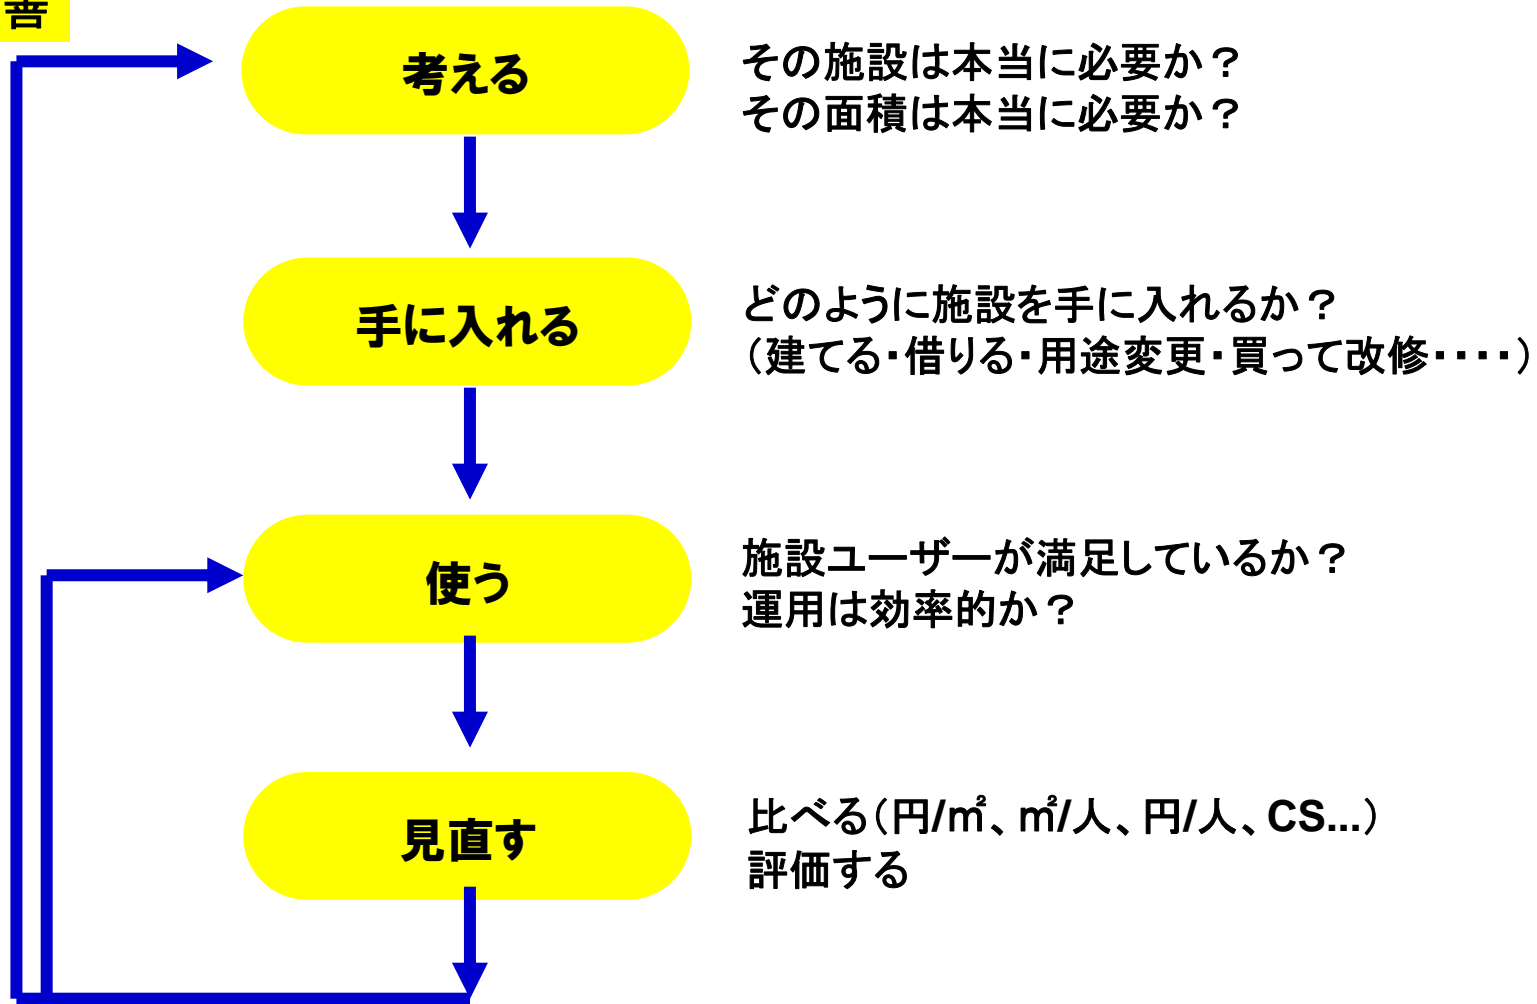 善
考える
その施設は本当に必要か？
その面積は本当に必要か？
手に入れる
どのように施設を手に入れるか？
（建てる・借りる・用途変更・買って改修・・・・）
使う
施設ユーザーが満足しているか？
運用は効率的か？
見直す
比べる（円/㎡、㎡/人、円/人、CS...）
評価する